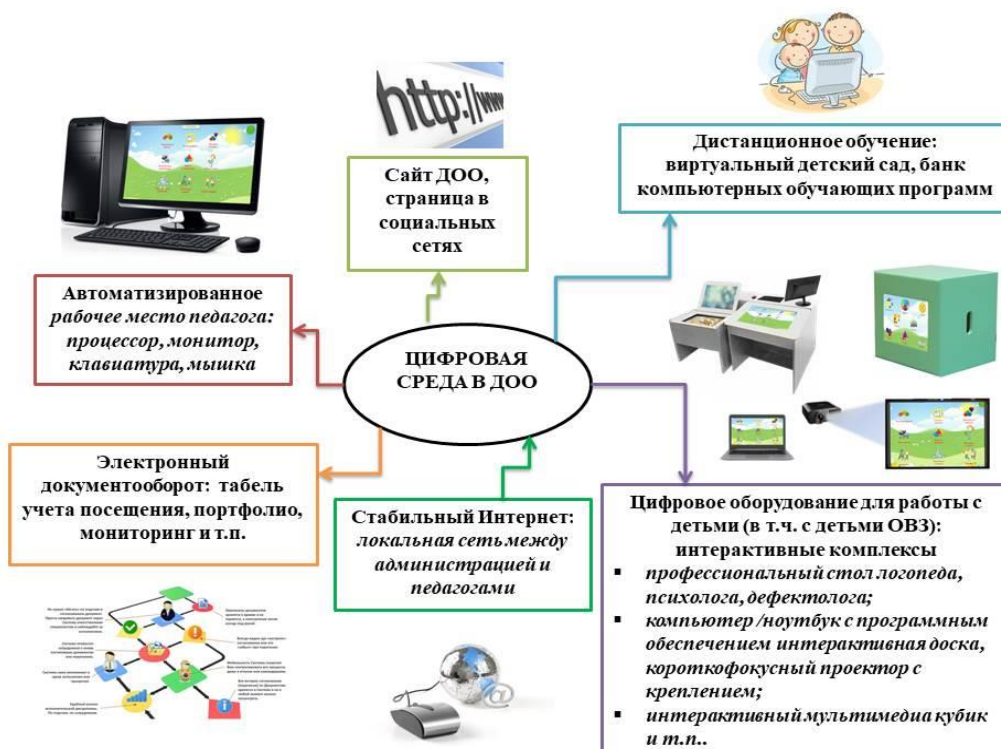 http://www
Дистанционное обучение:
виртуальный детский сад, банк
компьютерных обучающих программ
Сайт ДОО,
страница в
социальных
сетях
Автоматизированное
рабочее место педагога:
процессор, монитор,
клавиатура, мышка
ЦИФРОВАЯ
СРЕДА В ДОО
Электронный
документооборот: табель
учета посещения, портфолио,
мониторинг и т.п.
Стабильный Интернет:
локальная сеть между
администрацией и
педагогами
Цифровое оборудование для работы с
детьми (в т.ч. с детьми ОВЗ):
интерактивные комплексы
▪ профессиональный стол логопеда,
психолога, дефектолога;
▪ компьютер /ноутбук с программным
обеспечением интерактивная доска,
короткофокусный проектор с
креплением;
▪ интерактивный мультимедиа кубик
и т.п..